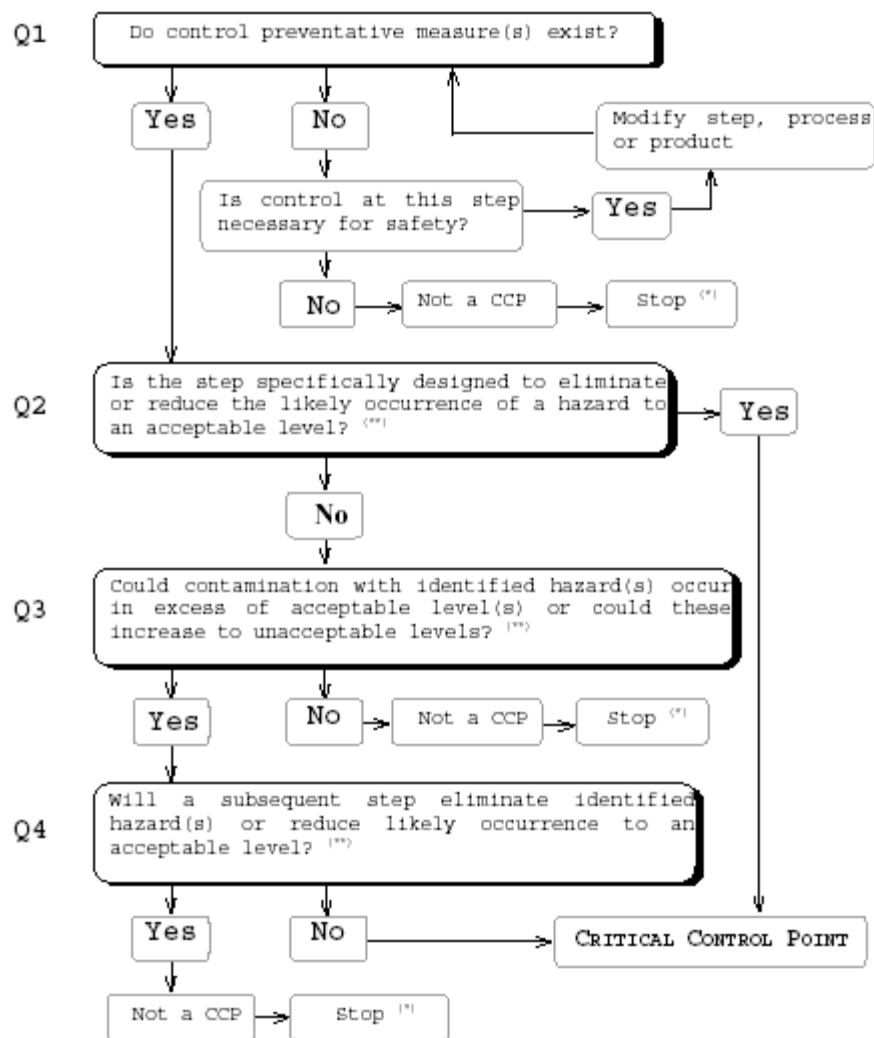 Q1
Do control preventative measure(s) exist?
Yes
No
Modify step, process
or product
Is control at this step
necessary for safety?
Yes
No
Not a CCP
Stop (*)
Q2
Is the step specifically designed to eliminate
or reduce the likely occurrence of a hazard to
an acceptable level? (**)
Yes
No
Q3
Could contamination with identified hazard(s) occur
in excess of acceptable level(s) or could these
increase to unacceptable levels? (**)
Yes
No
Not a CCP
Stop (*)
Q4
Will a subsequent step eliminate identified
hazard(s) or reduce likely occurrence to an
acceptable level? (**)
Yes
No
CRITICAL CONTROL POINT
Not a CCP
Stop (*)